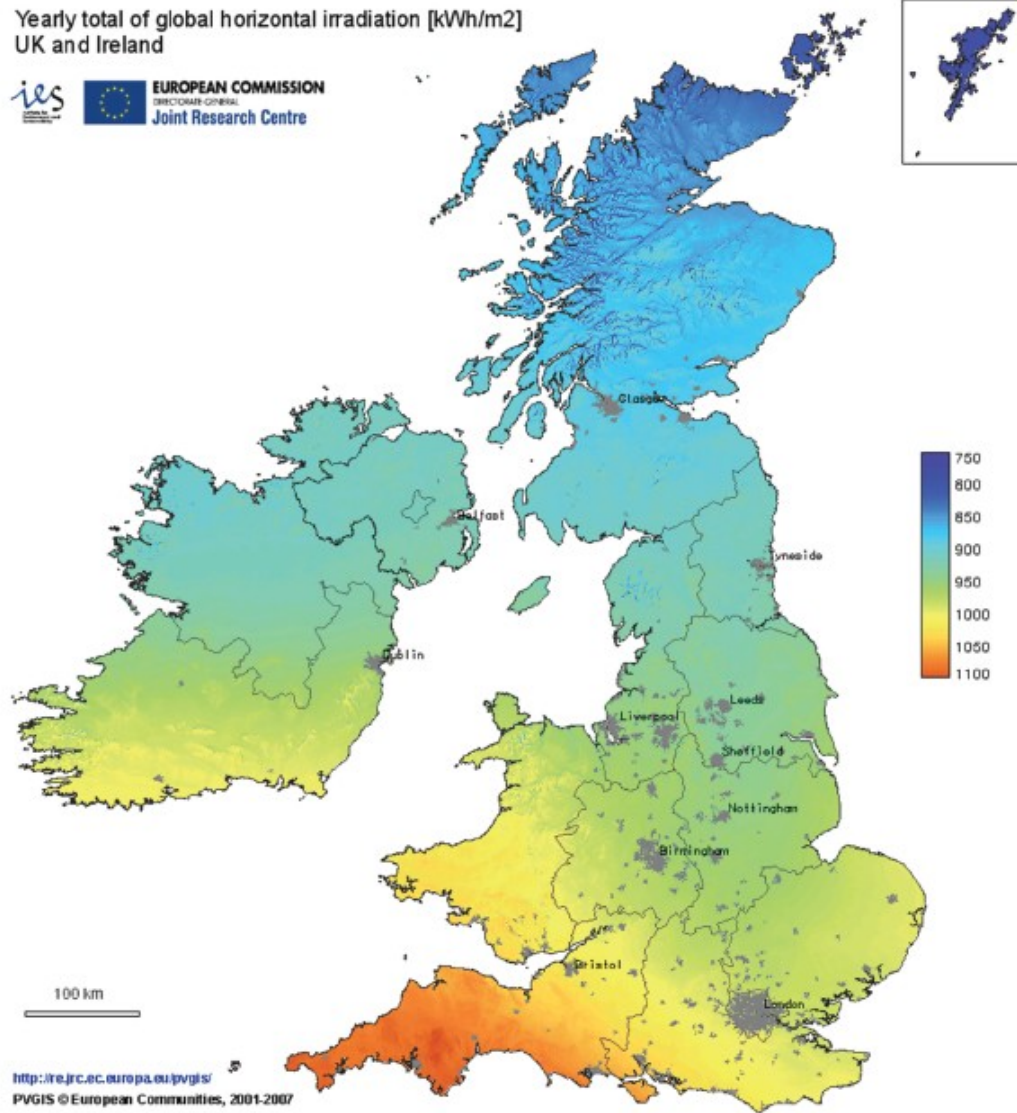 Yearly total of global horizontal irradiation [kWh/m2]
UK and Ireland
ies
EUROPEAN COMMISSION
DIRECTORATE-GENERAL
Joint Research Centre
Glasgow
750
800
850
900
950
1000
1050
1100
Belfast
Tyneside
Dublin
Leeds
Liverpool
Sheffield
Nottingham
Birmingham
Bristol
London
100 km
http://re.jrc.ec.europa.eu/pvgis/
PVGIS © European Communities, 2001-2007